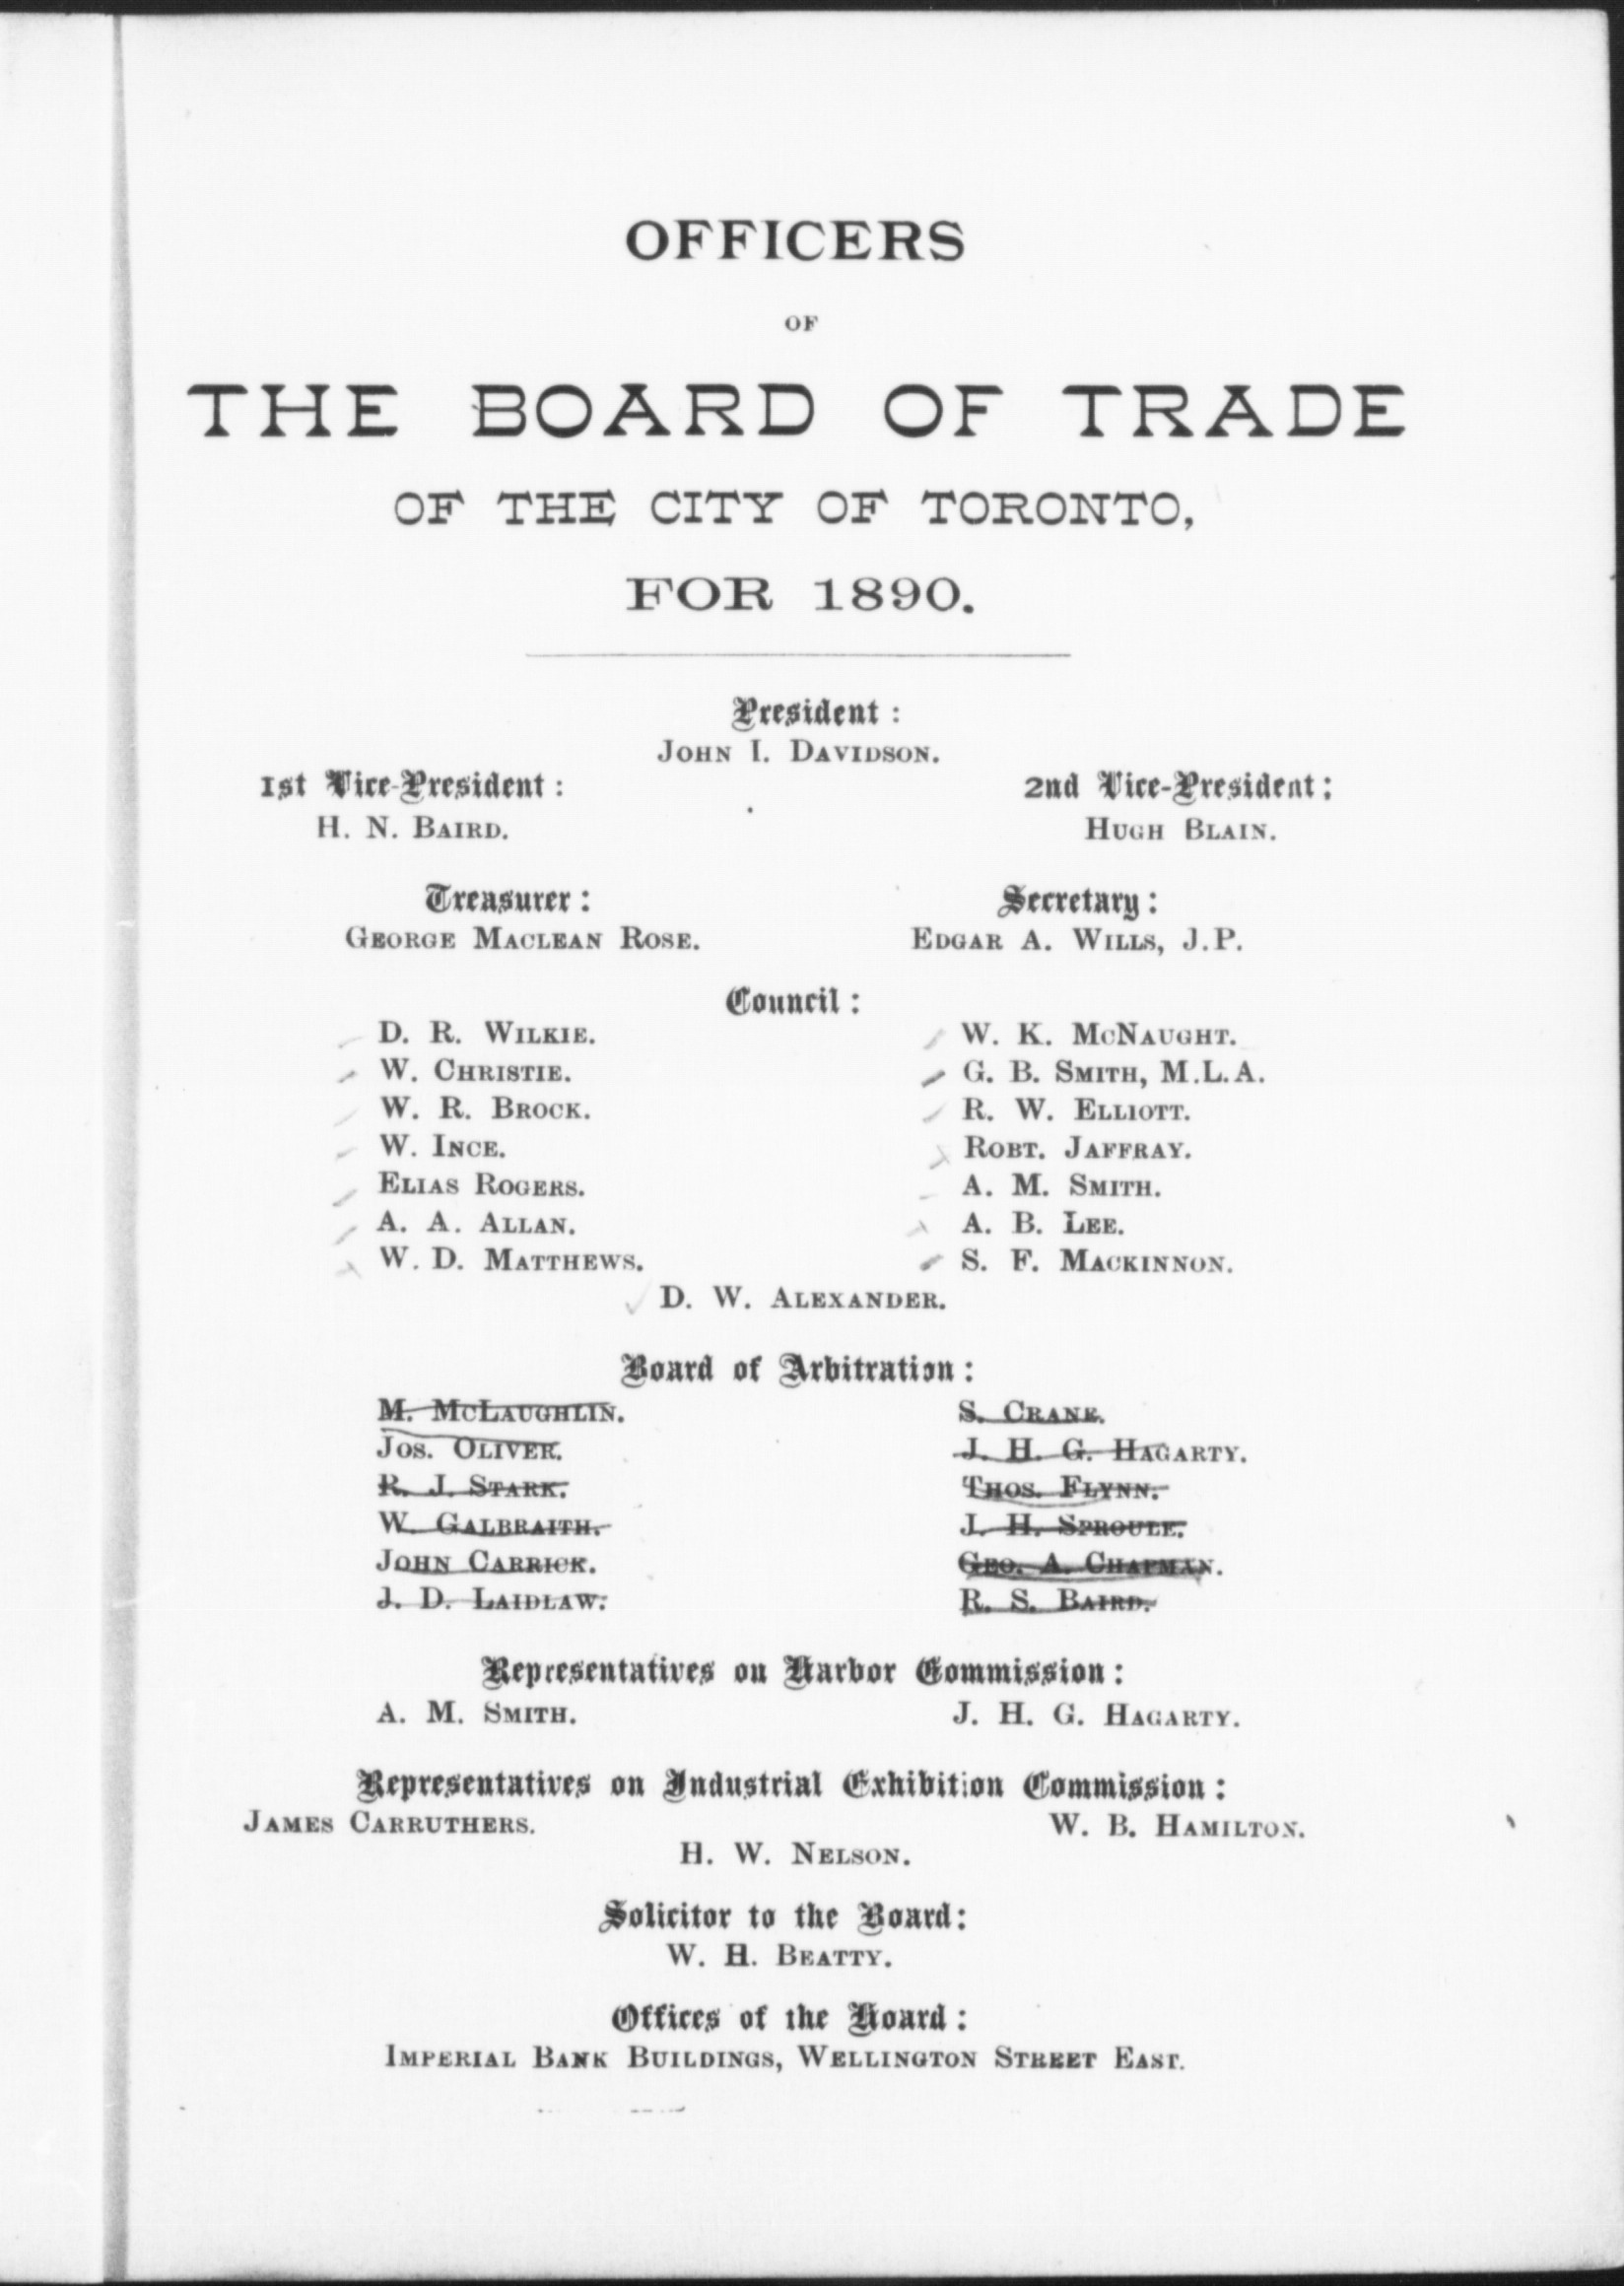 OFFICERS
OF
THE BOARD OF TRADE
OF THE CITY OF TORONTO,
FOR 1890.
President:
JOHN I. DAVIDSON.
1st Vice-President: 2nd Vice-President:
H. N. BAIRD. HUGH BLAIN.
Treasurer: Secretary:
GEORGE MACLEAN ROSE. EDGAR A. WILLS, J.P.
Council:
D. R. WILKIE. W. K. MCNAUGHT.
W. CHRISTIE. G. B. SMITH, M.L.A.
W. R. BROCK. R. W. ELLIOTT.
W. INCE. ROBT. JAFFRAY.
ELIAS ROGERS. A. M. SMITH.
A. A. ALLAN. A. B. LEE.
W. D. MATTHEWS. S. F. MACKINNON.
D. W. ALEXANDER.
Board of Arbitration:
M. MCLAUGHLIN. S. CRANE.
JOS. OLIVER. J. H. G. HAGARTY.
R. J. STARK. THOS. FLYNN.
W. GALBRAITH. J. H. SPROULE.
JOHN CARRICK. GEO. A. CHAPMAN.
J. D. LAIDLAW. R. S. BAIRD.
Representatives on Harbor Commission:
A. M. SMITH. J. H. G. HAGARTY.
Representatives on Industrial Exhibition Commission:
JAMES CARRUTHERS. W. B. HAMILTON.
H. W. NELSON.
Solicitor to the Board:
W. H. BEATTY.
Offices of the Board:
IMPERIAL BANK BUILDINGS, WELLINGTON STREET EAST.